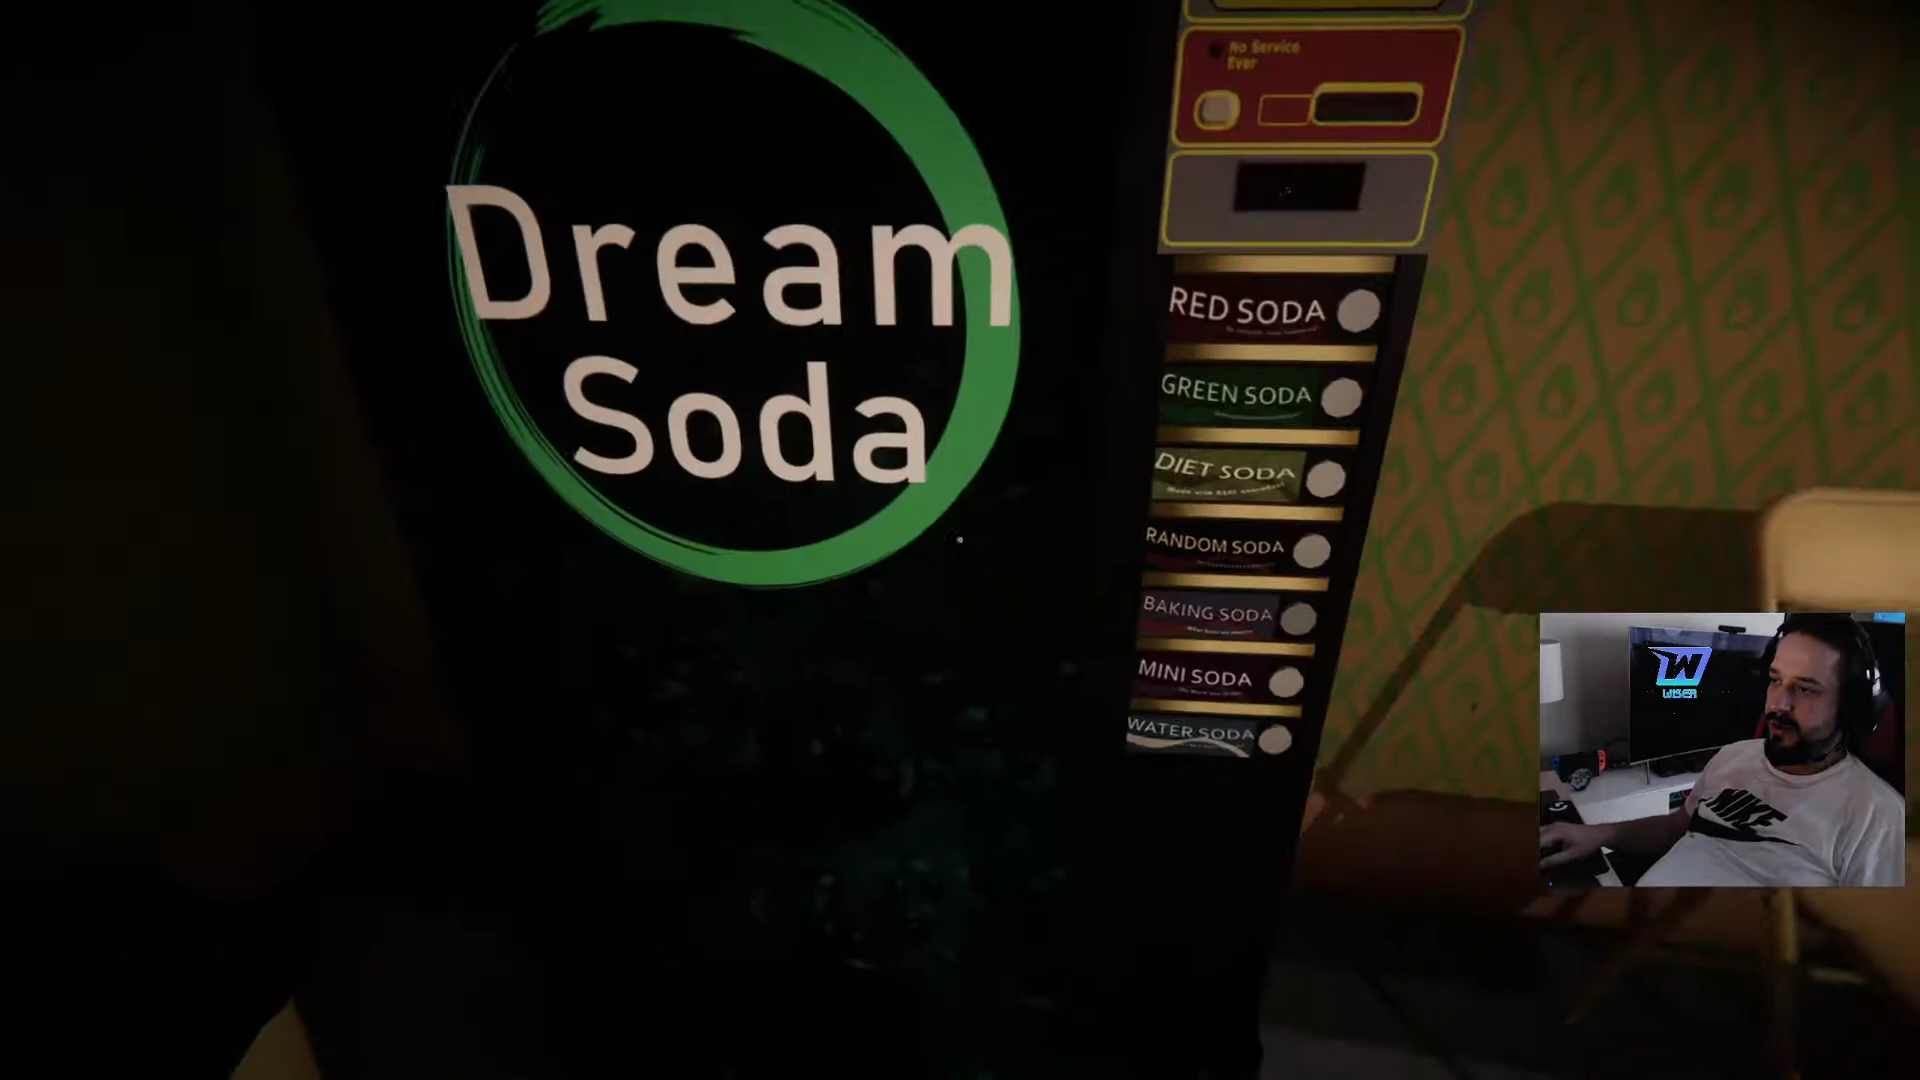 No Service
Ever
Dream
Soda
RED SODA
GREEN SODA
DIET SODA
RANDOM SODA
BAKING SODA
MINI SODA
WATER SODA
W
WISER
NIKE